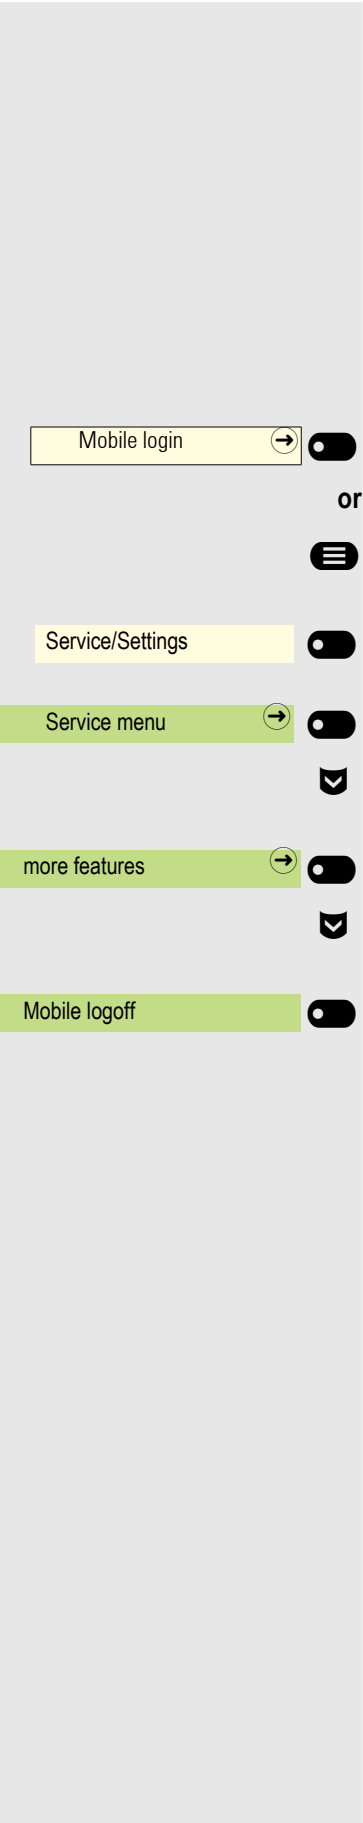 Mobile login
or
Service/Settings
Service menu
more features
Mobile logoff